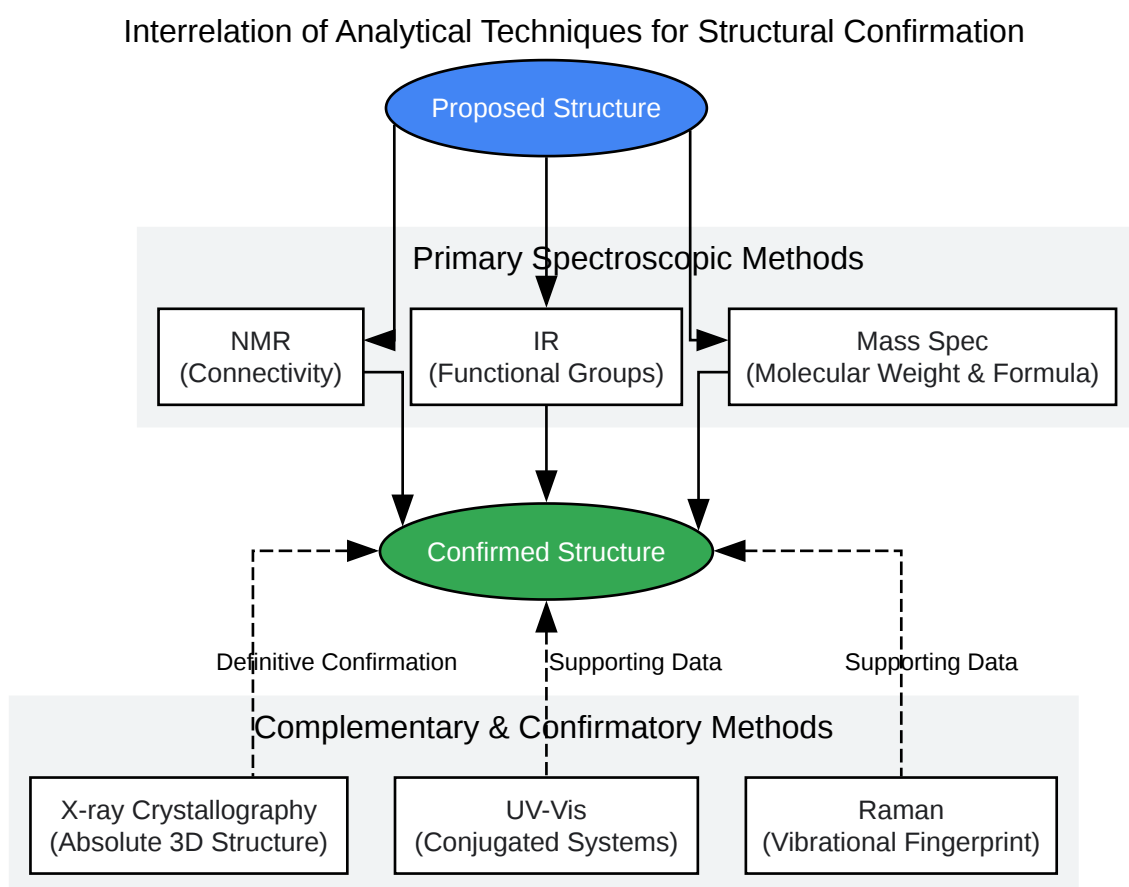 Interrelation of Analytical Techniques for Structural Confirmation
Proposed Structure
Primary Spectroscopic Methods
NMR
(Connectivity)
IR
(Functional Groups)
Mass Spec
(Molecular Weight & Formula)
Confirmed Structure
Definitive Confirmation
Supporting Data
Supporting Data
Complementary & Confirmatory Methods
X-ray Crystallography
(Absolute 3D Structure)
UV-Vis
(Conjugated Systems)
Raman
(Vibrational Fingerprint)